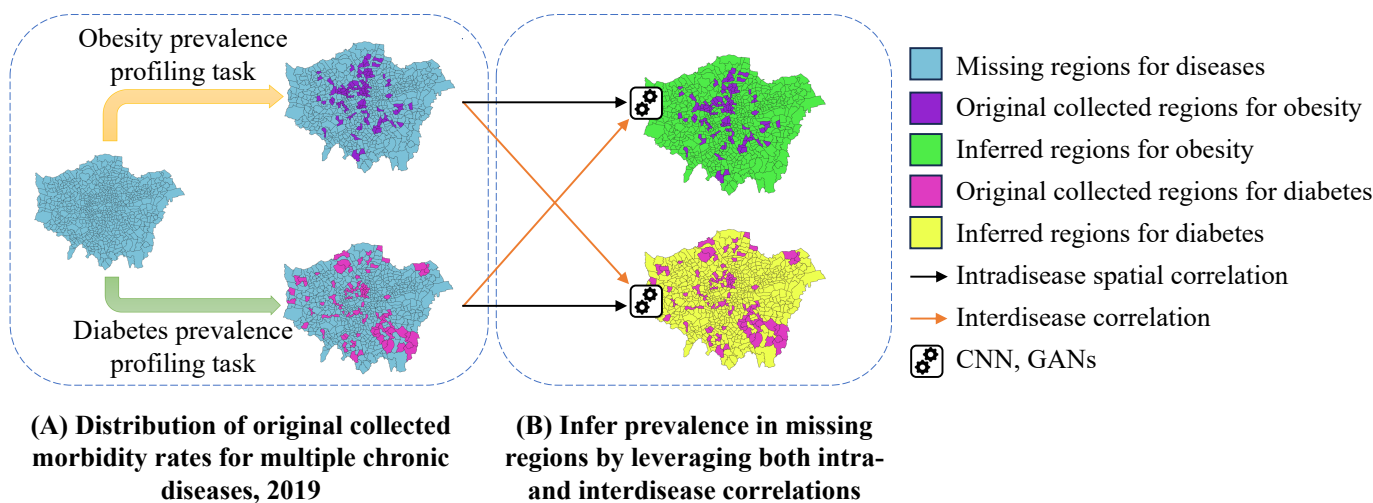 Obesity prevalence
profiling task
Diabetes prevalence
profiling task
(A) Distribution of original collected
morbidity rates for multiple chronic
diseases, 2019
(B) Infer prevalence in missing
regions by leveraging both intra-
and interdisease correlations
Missing regions for diseases
Original collected regions for obesity
Inferred regions for obesity
Original collected regions for diabetes
Inferred regions for diabetes
Intradisease spatial correlation
Interdisease correlation
CNN, GANs